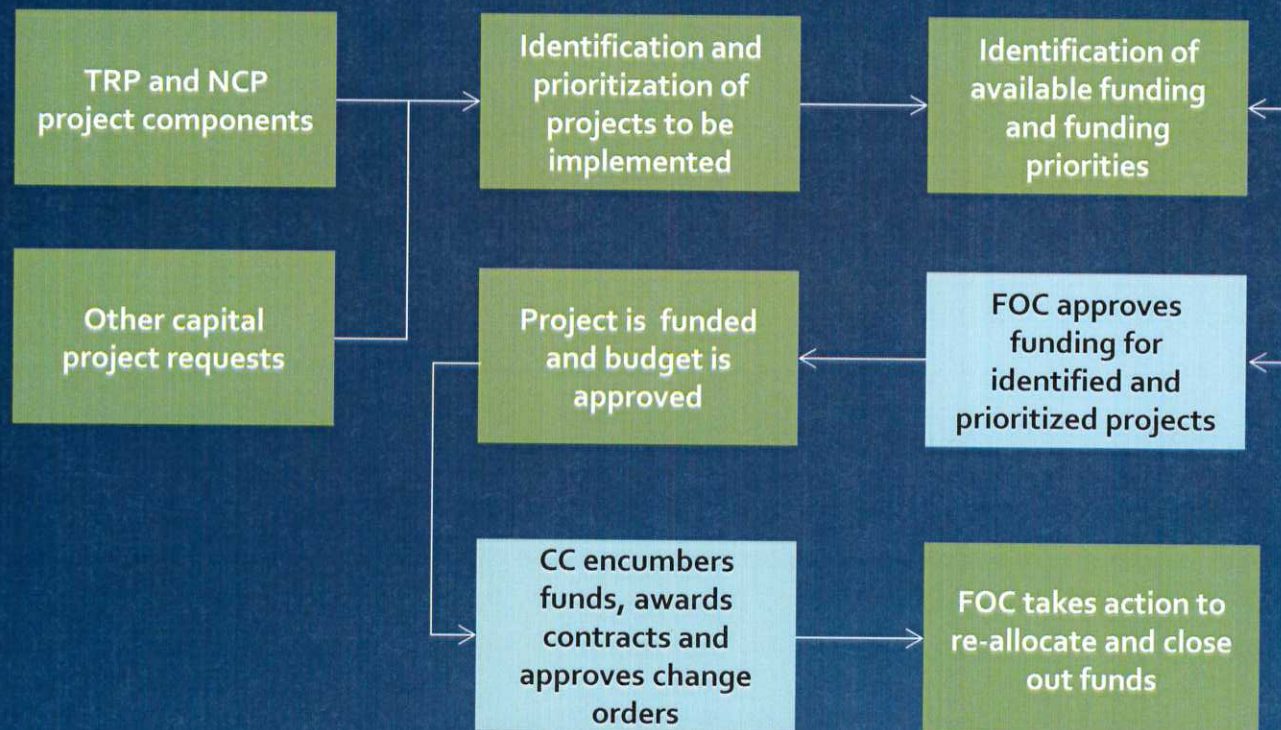 TRP and NCP
project components
Identification and
prioritization of
projects to be
implemented
Identification of
available funding
and funding
priorities
Other capital
project requests
Project is funded
and budget is
approved
FOC approves
funding for
identified and
prioritized projects
CC encumbers
funds, awards
contracts and
approves change
orders
FOC takes action to
re-allocate and close
out funds